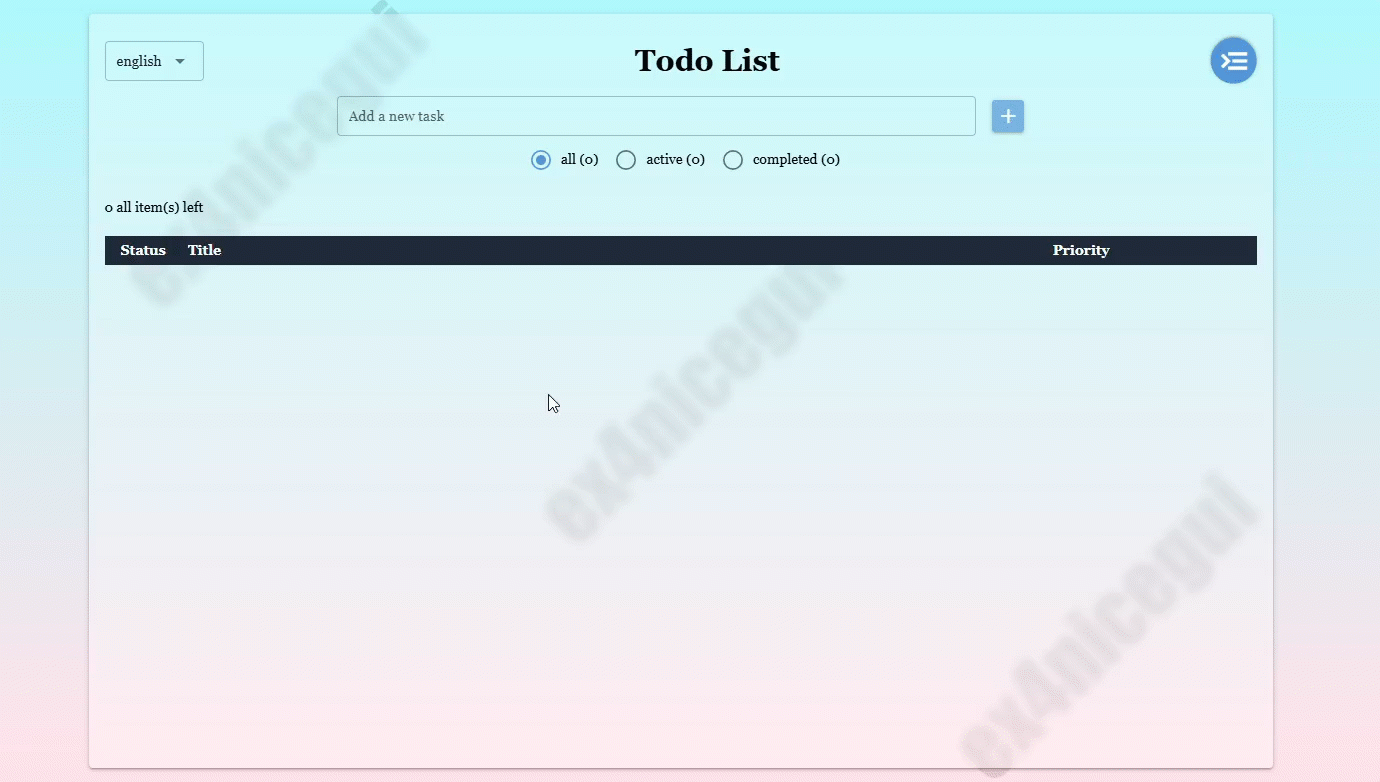 english
Todo List
Add a new task
all (0)
active (0)
completed (0)
0 all item(s) left
Status
Title
Priority
ex4nicegui
ex4nicegui
ex4nicegui